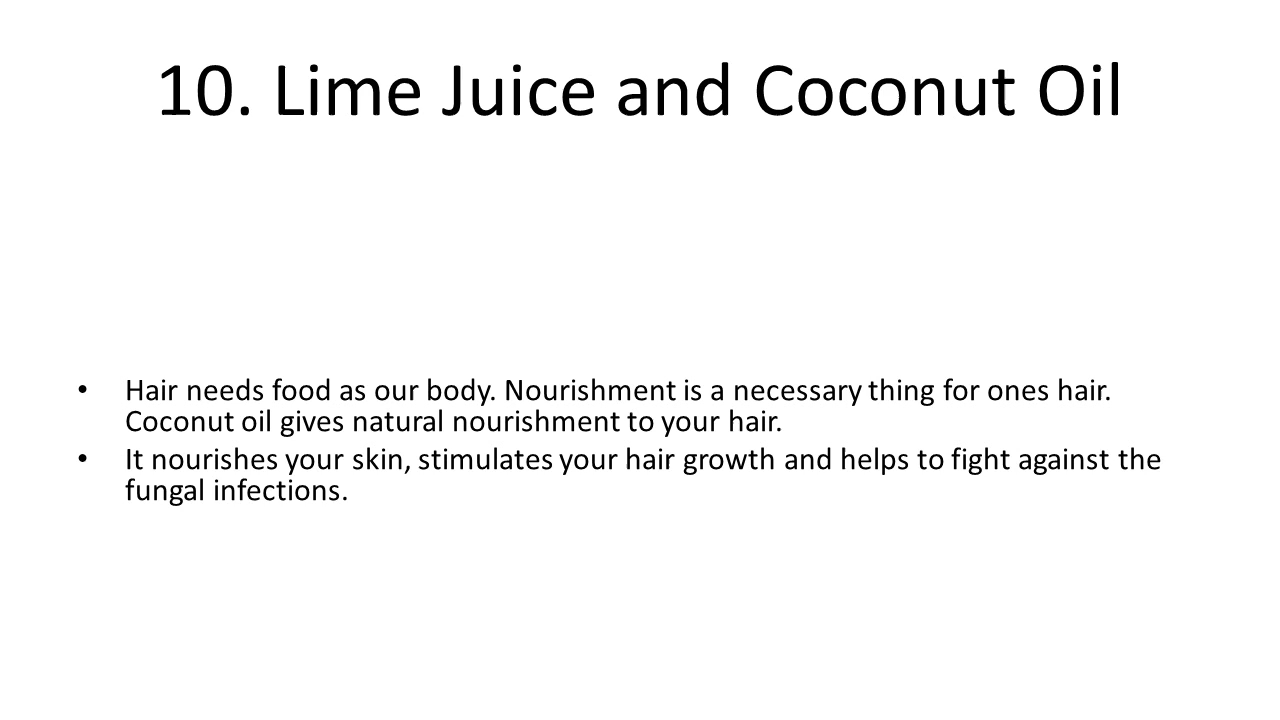 10. Lime Juice and Coconut Oil
• Hair needs food as our body. Nourishment is a necessary thing for ones hair.
Coconut oil gives natural nourishment to your hair.
• It nourishes your skin, stimulates your hair growth and helps to fight against the
fungal infections.